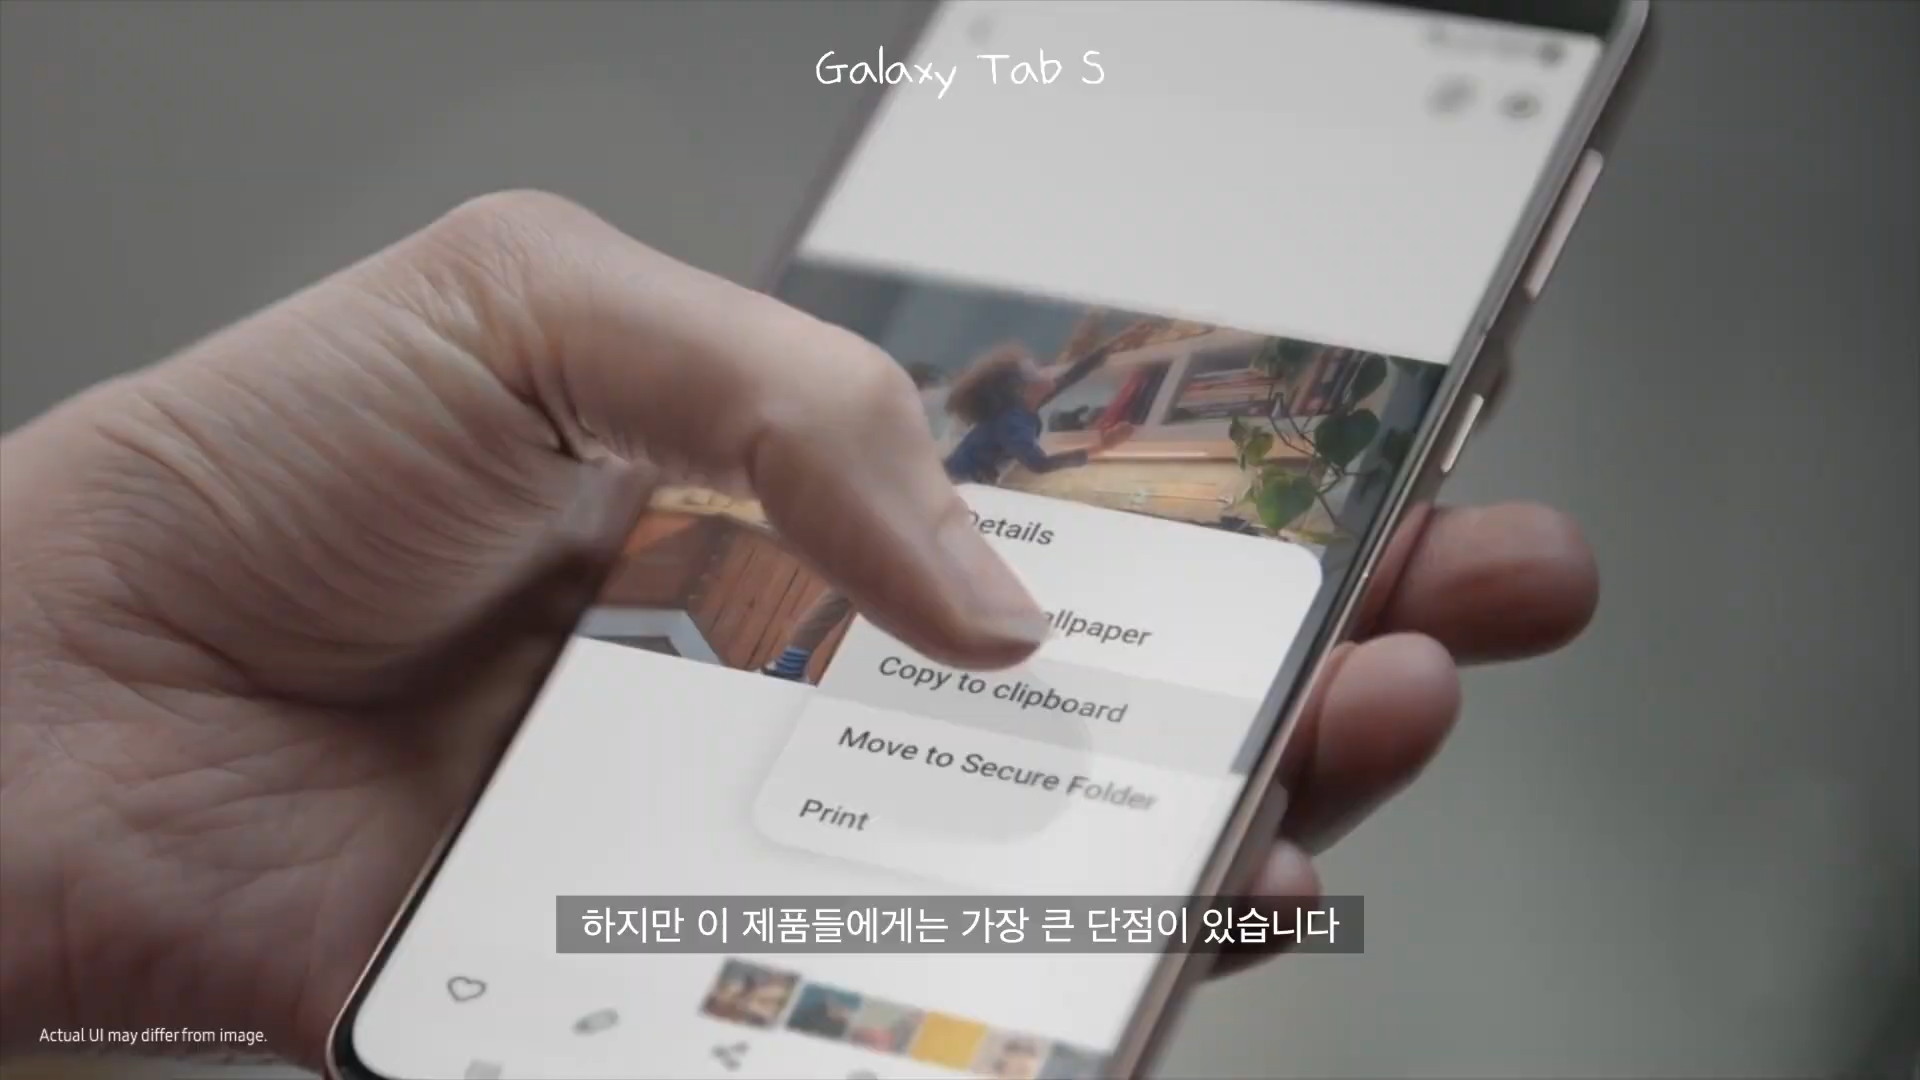 Galaxy Tab S
Details
allpaper
Copy to clipboard
Move to Secure Folder
Print
하지만 이 제품들에게는 가장 큰 단점이 있습니다
Actual UI may differ from image.